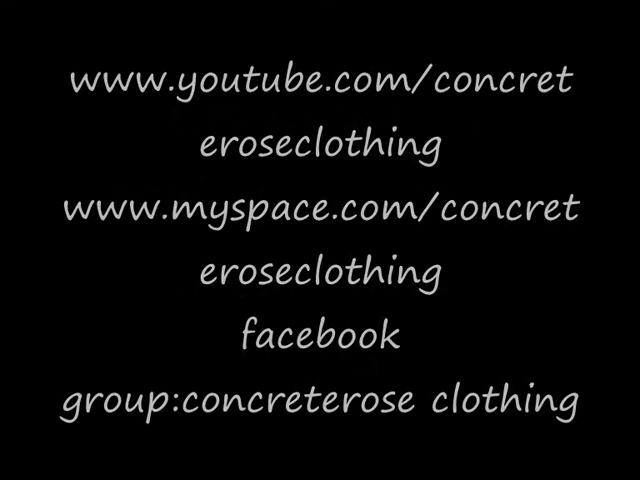 www.youtube.com/concret
eroseclothing
www.myspace.com/concret
eroseclothing
facebook
group:concreterose clothing